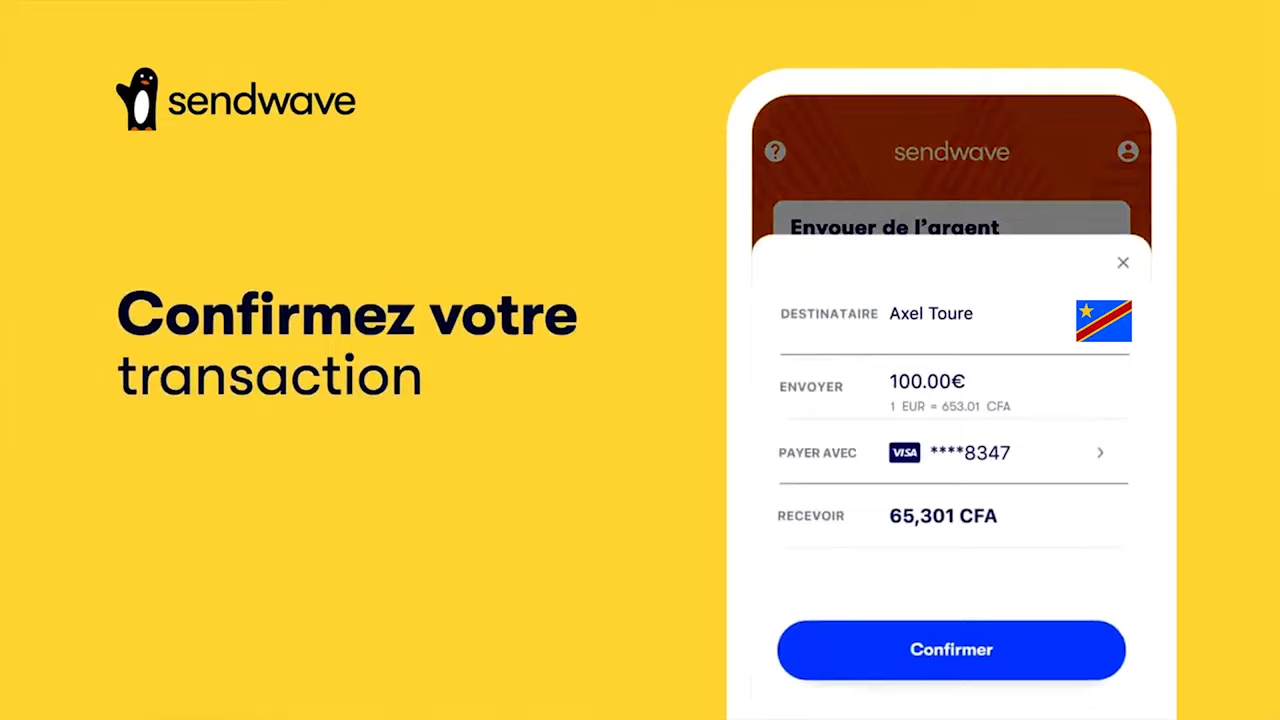 sendwave
Confirmez votre
transaction
?
sendwave
Envoyer de l'argent
×
DESTINATAIRE Axel Toure
ENVOYER 100.00€
1 EUR = 653.01 CFA
PAYER AVEC VISA ****8347 >
RECEVOIR 65,301 CFA
Confirmer